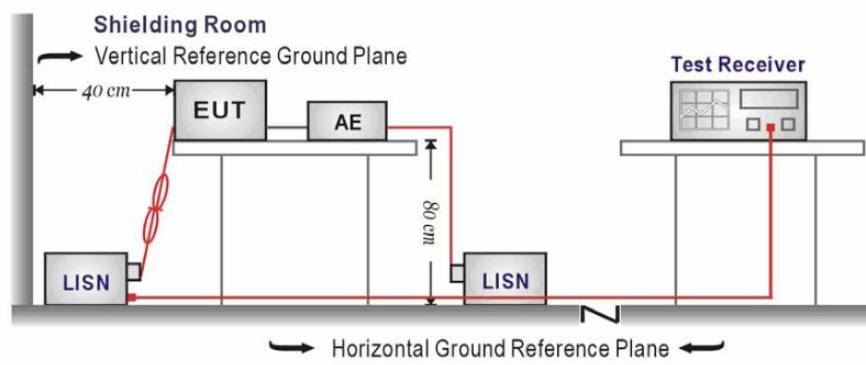 Shielding Room
Vertical Reference Ground Plane
Test Receiver
40 cm
EUT
AE
80 cm
LISN
LISN
Horizontal Ground Reference Plane